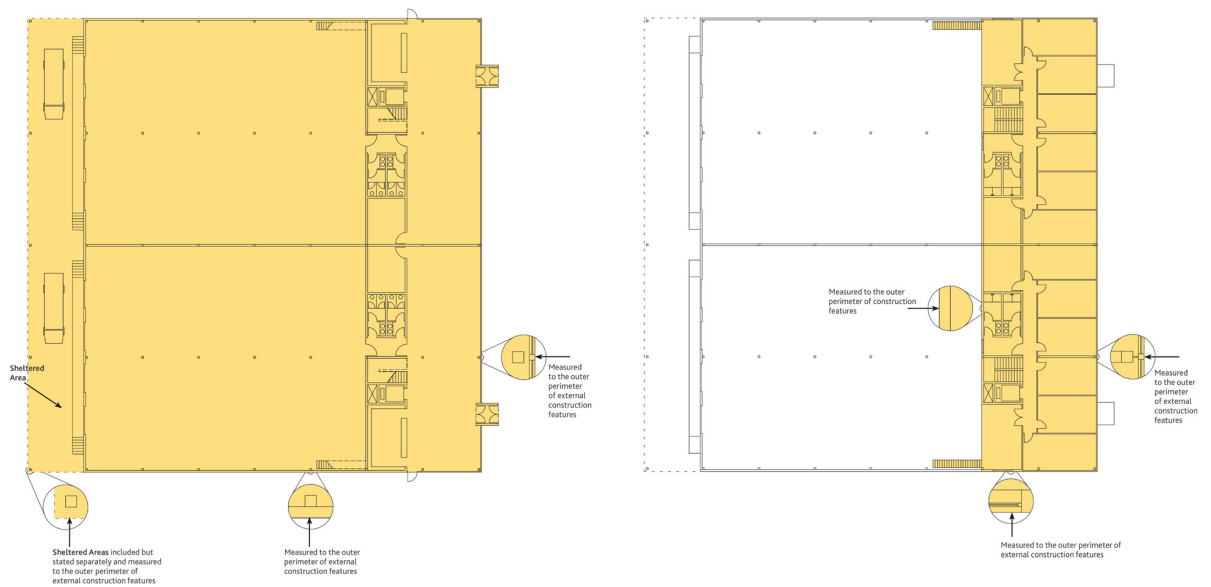 Sheltered
Area
Measured
to the outer
perimeter
of external
construction
features
Sheltered Areas included but
stated separately and measured
to the outer perimeter of
external construction features
Measured to the outer
perimeter of external
construction features
Measured to the outer
perimeter of construction
features
Measured
to the outer
perimeter
of external
construction
features
Measured to the outer perimeter of
external construction features